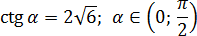 ctg α = 2√6; α ∈ (0; π/2)